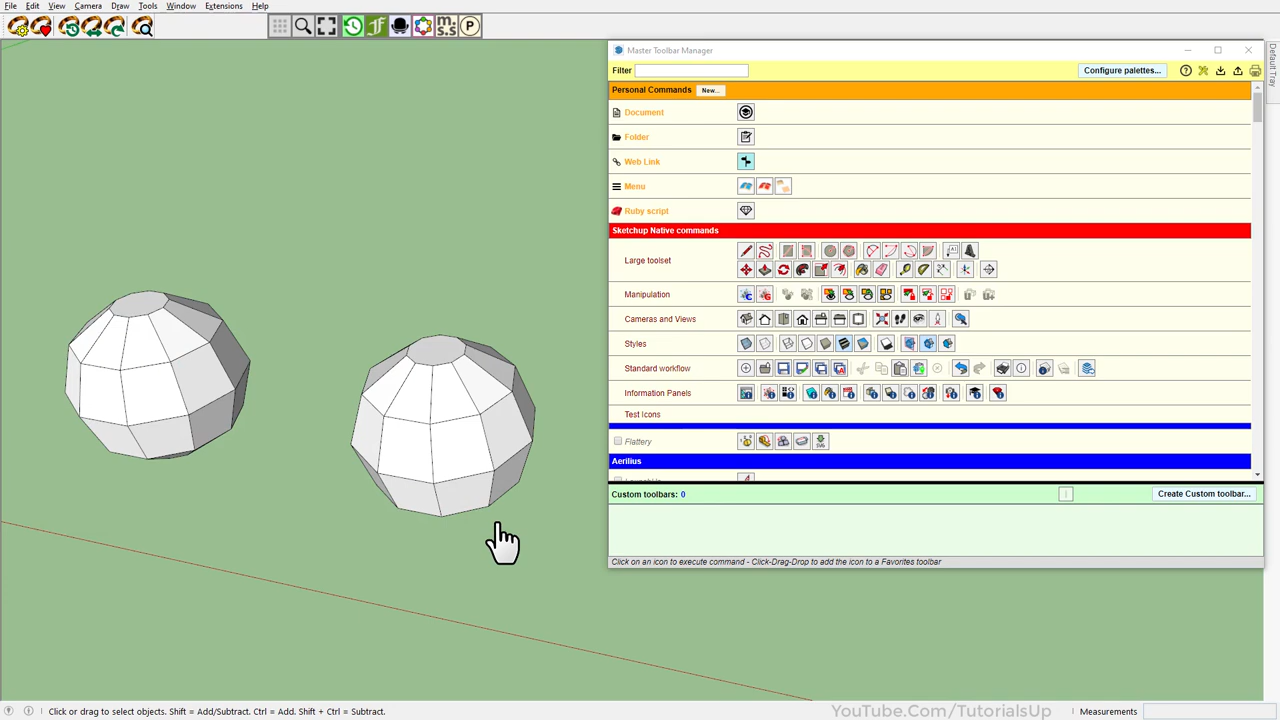 File Edit View Camera Draw Tools Window Extensions Help
m.s.s P
Master Toolbar Manager
Filter Configure palettes...
Personal Commands New...
Document
Folder
Web Link
Menu
Ruby script
Sketchup Native commands
Large toolset
Manipulation
Cameras and Views
Styles
Standard workflow
Information Panels
Test Icons
Flattery
Aerilius
Custom toolbars: 0 Create Custom toolbar...
Click on an icon to execute command - Click-Drag-Drop to add the icon to a Favorites toolbar
Default Tray
Click or drag to select objects. Shift = Add/Subtract. Ctrl = Add. Shift + Ctrl = Subtract.
YouTube.Com/TutorialsUp
Measurements